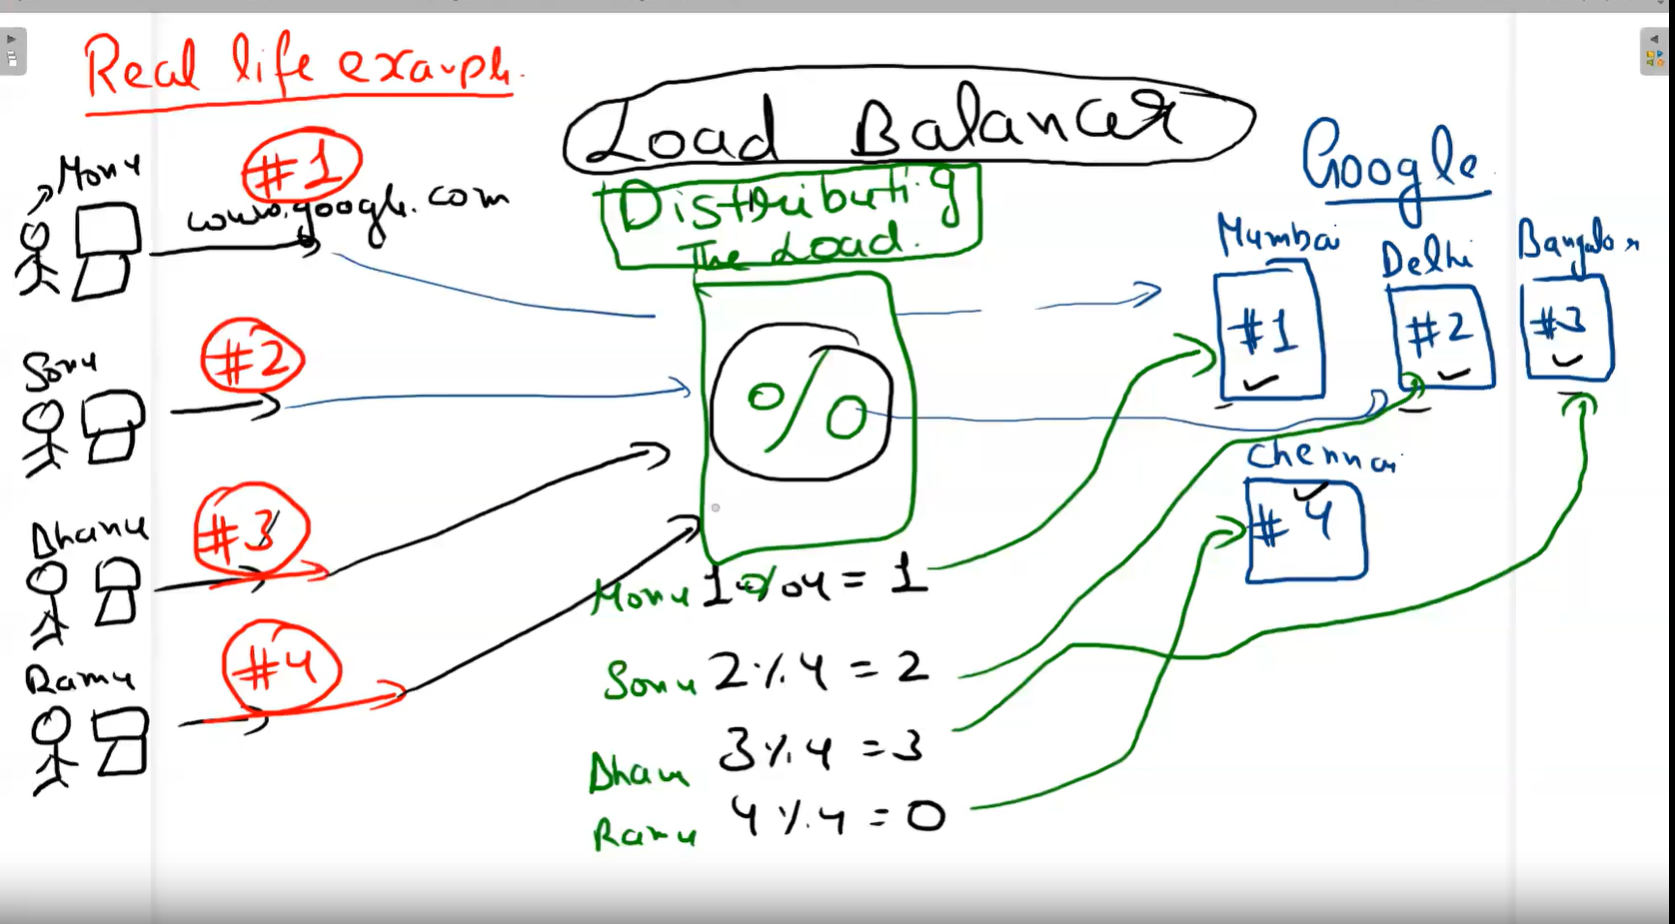 Real life example.
Load Balancer
Distributing
The Load.
Google
Monu
#1
www.google.com
Sonu
#2
Dhanu
#3
Ramu
#4
%
Mumbai
#1
Delhi
#2
Bangalor
#3
Chennai
#4
Monu 1%4 = 1
Sonu 2%4 = 2
Dhanu 3%4 = 3
Ramu 4%4 = 0